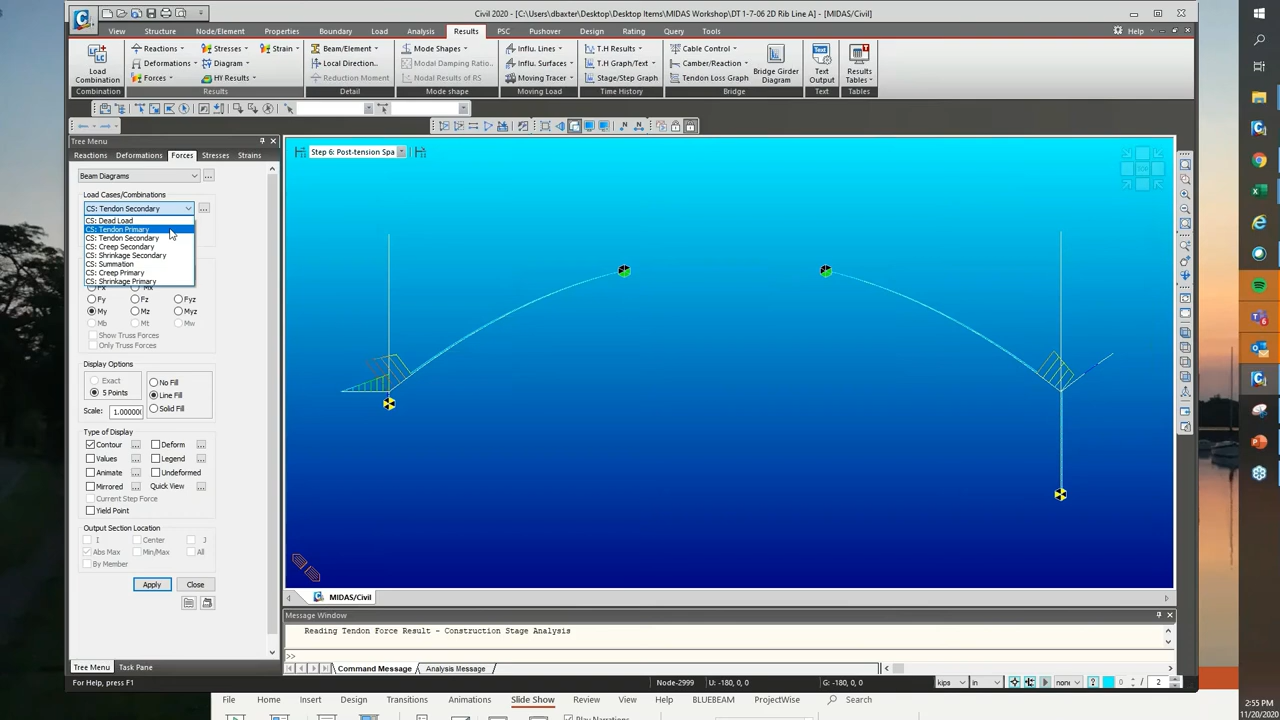 Civil 2020 - [C:\Users\dbaxter\Desktop\Desktop Items\MIDAS Workshop\DT 1-7-06 2D Rib Line A] - [MIDAS/Civil]
View Structure Node/Element Properties Boundary Load Analysis Results PSC Pushover Design Rating Query Tools Help
Load Combination
Reactions
Deformations
Forces
Stresses
Diagram
HY Results
Strain
Beam/Element
Local Direction..
Reduction Moment
Mode Shapes
Modal Damping Ratio..
Nodal Results of RS
Influ. Lines
Influ. Surfaces
Moving Tracer
T.H Results
T.H Graph/Text
Stage/Step Graph
Cable Control
Camber/Reaction
Tendon Loss Graph
Bridge Girder Diagram
Text Output
Results Tables
Combination Results Detail Mode shape Moving Load Time History Bridge Text Tables
Tree Menu
Reactions Deformations Forces Stresses Strains
Beam Diagrams
Load Cases/Combinations
CS: Tendon Secondary
CS: Dead Load
CS: Tendon Primary
CS: Tendon Secondary
CS: Creep Secondary
CS: Shrinkage Secondary
CS: Summation
CS: Creep Primary
CS: Shrinkage Primary
Fy Fz Fyz
My Mz Myz
Mb Mt Mw
Show Truss Forces
Only Truss Forces
Display Options
Exact
5 Points
No Fill
Line Fill
Solid Fill
Scale: 1.00000(
Type of Display
Contour Deform
Values Legend
Animate Undeformed
Mirrored Quick View
Current Step Force
Yield Point
Output Section Location
I Center J
Abs Max Min/Max All
By Member
Apply Close
Tree Menu Task Pane
For Help, press F1
Step 6: Post-tension Spa
MIDAS/Civil
Message Window
Reading Tendon Force Result - Construction Stage Analysis
>>
Command Message Analysis Message
Node-2999 U: -180, 0, 0 G: -180, 0, 0 kips in none 0 / 2
File Home Insert Design Transitions Animations Slide Show Review View Help BLUEBEAM ProjectWise Search
2:55 PM
11/20/2020